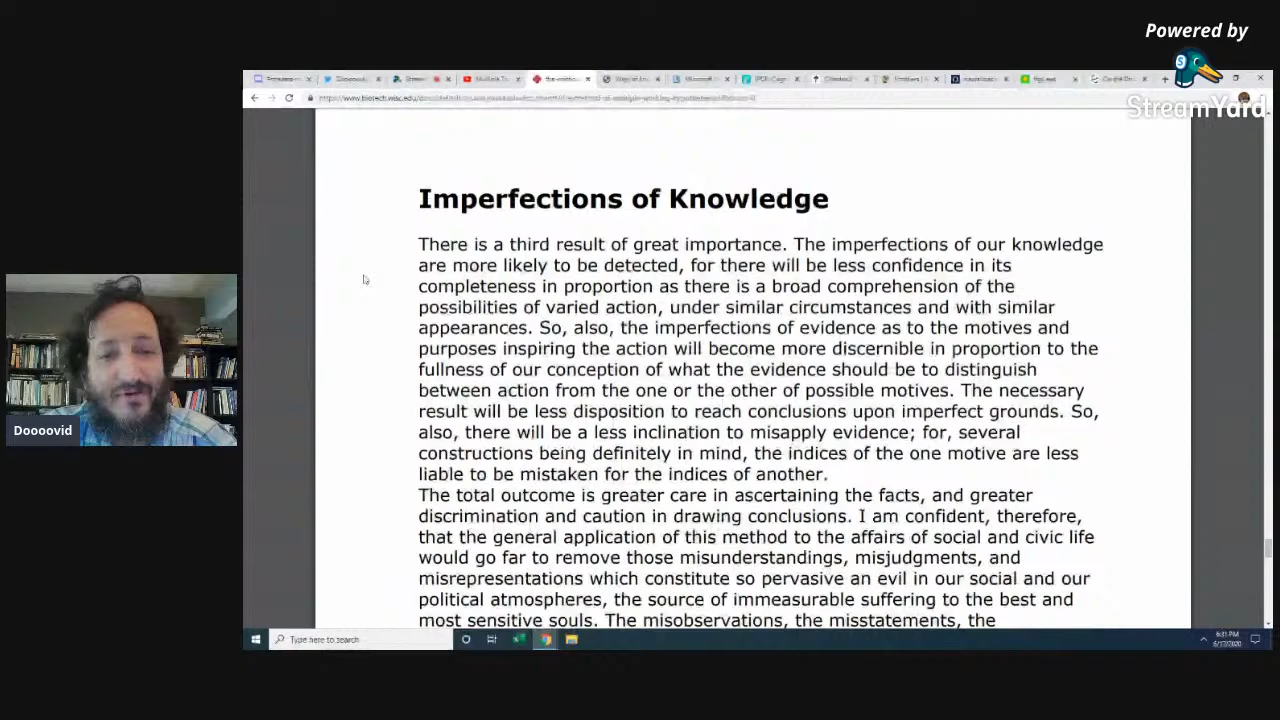 Powered by
StreamYard
Imperfections of Knowledge
There is a third result of great importance. The imperfections of our knowledge
are more likely to be detected, for there will be less confidence in its
completeness in proportion as there is a broad comprehension of the
possibilities of varied action, under similar circumstances and with similar
appearances. So, also, the imperfections of evidence as to the motives and
purposes inspiring the action will become more discernible in proportion to the
fullness of our conception of what the evidence should be to distinguish
between action from the one or the other of possible motives. The necessary
result will be less disposition to reach conclusions upon imperfect grounds. So,
also, there will be a less inclination to misapply evidence; for, several
constructions being definitely in mind, the indices of the one motive are less
liable to be mistaken for the indices of another.
The total outcome is greater care in ascertaining the facts, and greater
discrimination and caution in drawing conclusions. I am confident, therefore,
that the general application of this method to the affairs of social and civic life
would go far to remove those misunderstandings, misjudgments, and
misrepresentations which constitute so pervasive an evil in our social and our
political atmospheres, the source of immeasurable suffering to the best and
most sensitive souls. The misobservations, the misstatements, the
Doooovid
Type here to search
6:31 PM
6/17/2020